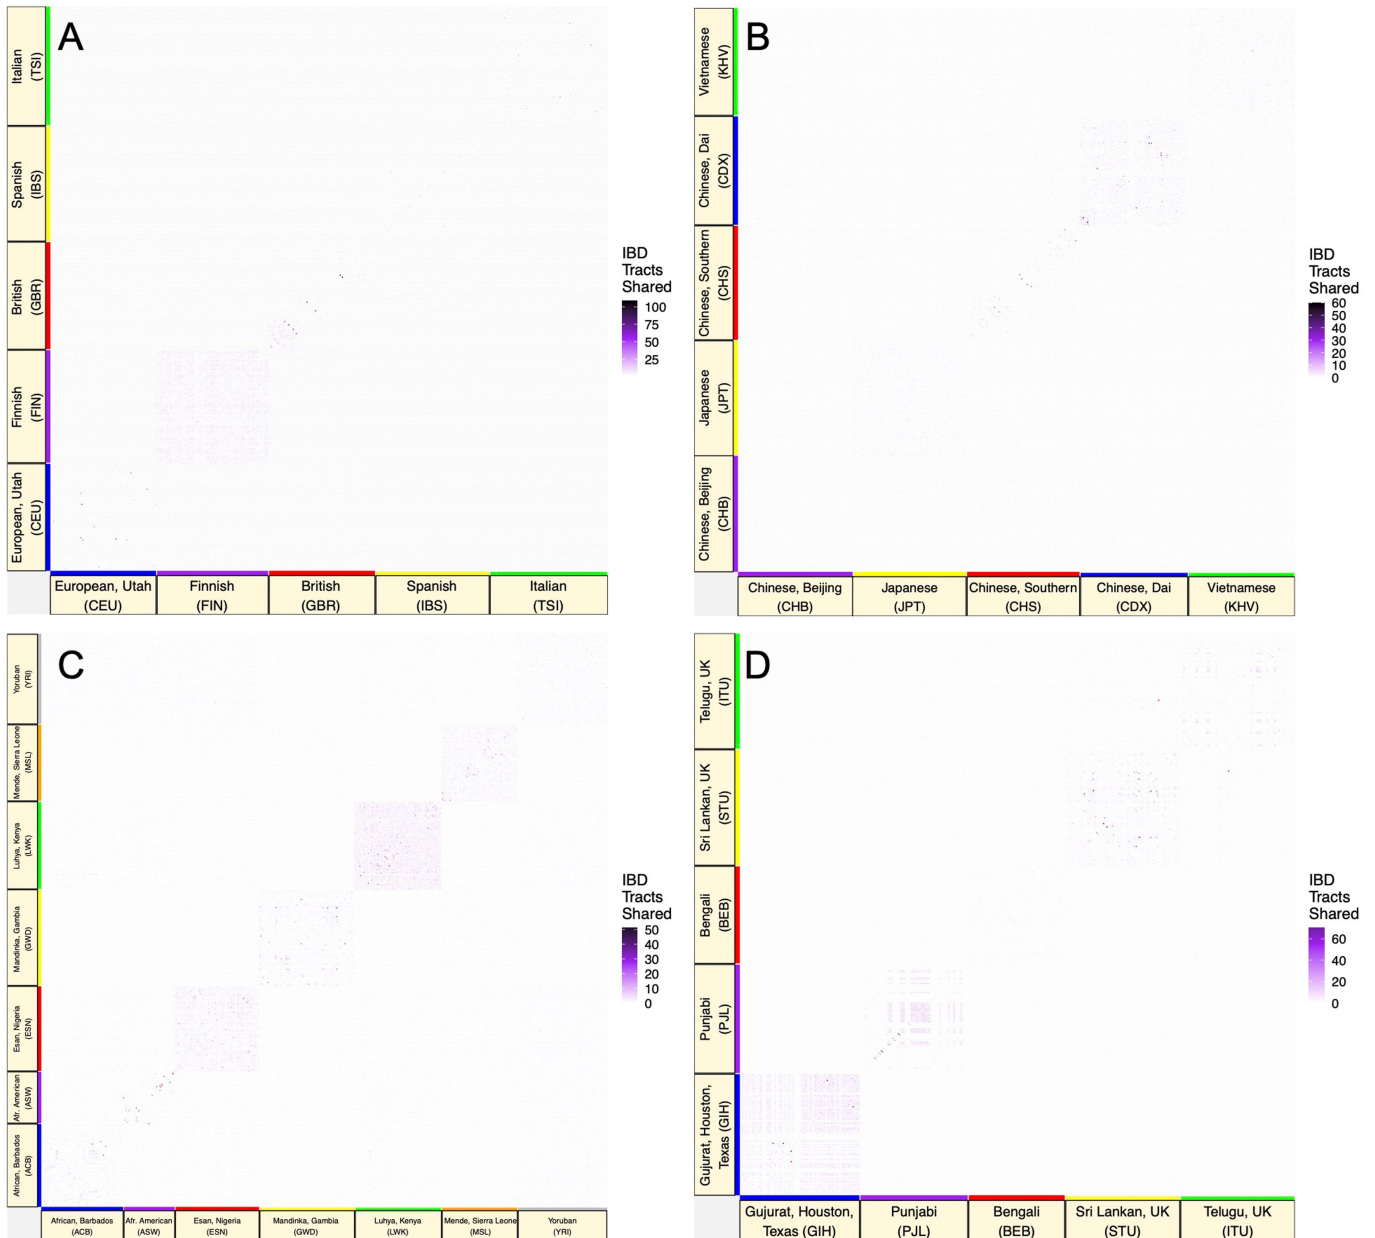 A
Italian
(TSI)
Spanish
(IBS)
British
(GBR)
Finnish
(FIN)
European, Utah
(CEU)
European, Utah
(CEU)
Finnish
(FIN)
British
(GBR)
Spanish
(IBS)
Italian
(TSI)
IBD
Tracts
Shared
100
75
50
25
B
Vietnamese
(KHV)
Chinese, Dai
(CDX)
Chinese, Southern
(CHS)
Japanese
(JPT)
Chinese, Beijing
(CHB)
Chinese, Beijing
(CHB)
Japanese
(JPT)
Chinese, Southern
(CHS)
Chinese, Dai
(CDX)
Vietnamese
(KHV)
IBD
Tracts
Shared
60
50
40
30
20
10
0
C
Yoruban
(YRI)
Mende, Sierra Leone
(MSL)
Luhya, Kenya
(LWK)
Mandinka, Gambia
(GWD)
Esan, Nigeria
(ESN)
Afr. American
(ASW)
African, Barbados
(ACB)
African, Barbados
(ACB)
Afr. American
(ASW)
Esan, Nigeria
(ESN)
Mandinka, Gambia
(GWD)
Luhya, Kenya
(LWK)
Mende, Sierra Leone
(MSL)
Yoruban
(YRI)
IBD
Tracts
Shared
50
40
30
20
10
0
D
Telugu, UK
(ITU)
Sri Lankan, UK
(STU)
Bengali
(BEB)
Punjabi
(PJL)
Gujurat, Houston,
Texas (GIH)
Gujurat, Houston,
Texas (GIH)
Punjabi
(PJL)
Bengali
(BEB)
Sri Lankan, UK
(STU)
Telugu, UK
(ITU)
IBD
Tracts
Shared
60
40
20
0